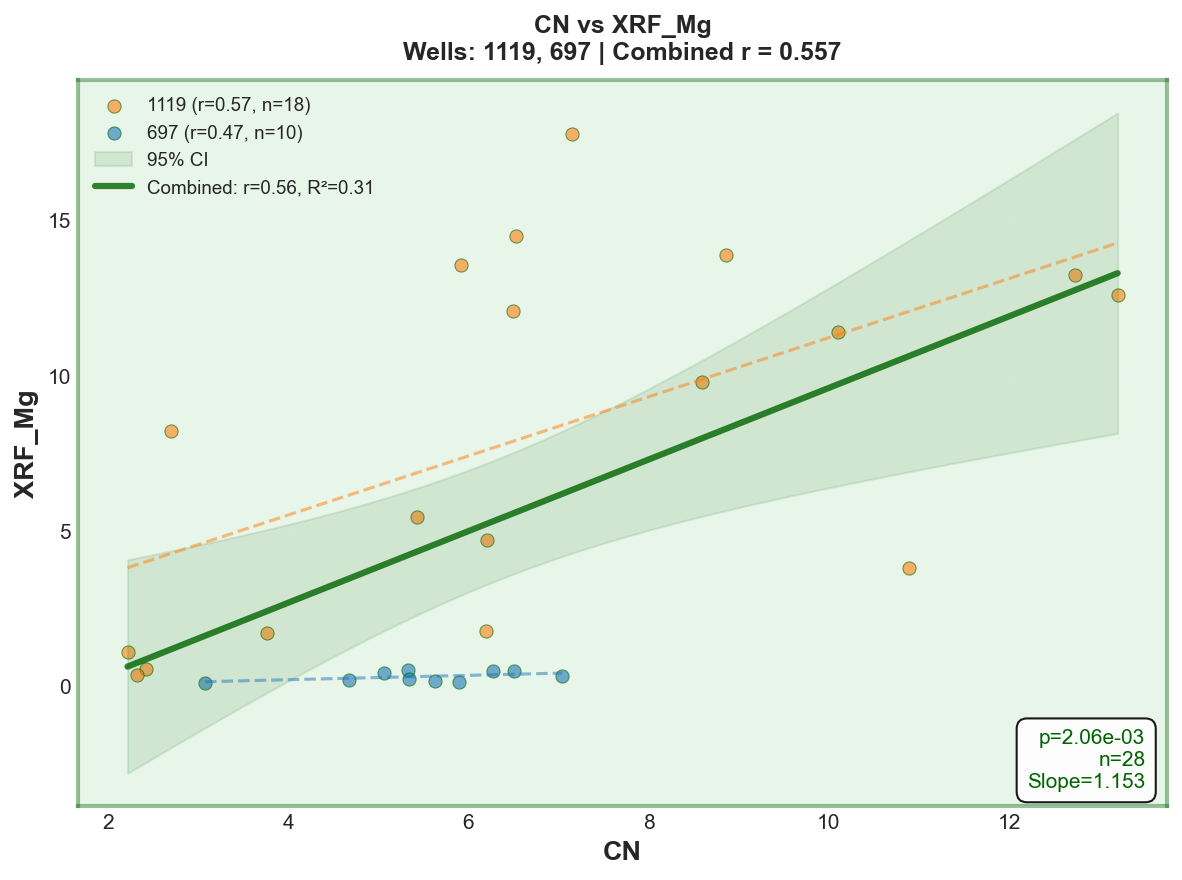 CN vs XRF_Mg
Wells: 1119, 697 | Combined r = 0.557
1119 (r=0.57, n=18)
697 (r=0.47, n=10)
95% CI
Combined: r=0.56, R²=0.31
15
10
5
0
XRF_Mg
p=2.06e-03
n=28
Slope=1.153
2 4 6 8 10 12
CN